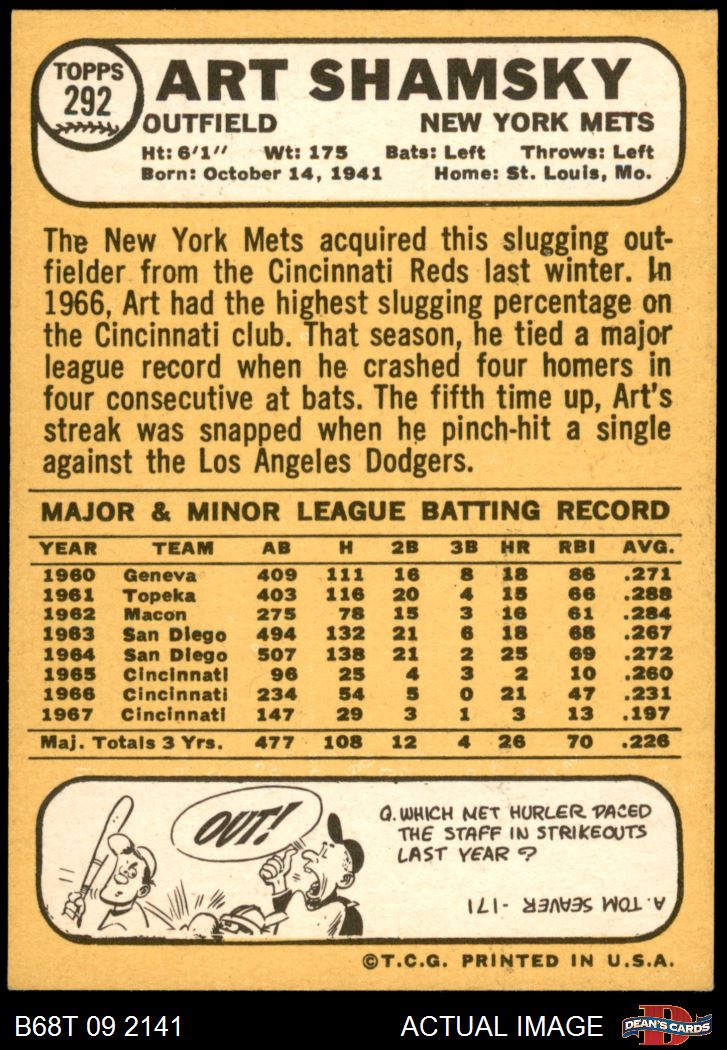 TOPPS
292
ART SHAMSKY
OUTFIELD NEW YORK METS
Ht: 6'1" Wt: 175 Bats: Left Throws: Left
Born: October 14, 1941 Home: St. Louis, Mo.
The New York Mets acquired this slugging out-
fielder from the Cincinnati Reds last winter. In
1966, Art had the highest slugging percentage on
the Cincinnati club. That season, he tied a major
league record when he crashed four homers in
four consecutive at bats. The fifth time up, Art's
streak was snapped when he pinch-hit a single
against the Los Angeles Dodgers.
MAJOR & MINOR LEAGUE BATTING RECORD
YEAR TEAM AB H 2B 3B HR RBI AVG.
1960 Geneva 409 111 16 8 18 86 .271
1961 Topeka 403 116 20 4 15 66 .288
1962 Macon 275 78 15 3 16 61 .284
1963 San Diego 494 132 21 6 18 68 .267
1964 San Diego 507 138 21 2 25 69 .272
1965 Cincinnati 96 25 4 3 2 10 .260
1966 Cincinnati 234 54 5 0 21 47 .231
1967 Cincinnati 147 29 3 1 3 13 .197
Maj. Totals 3 Yrs. 477 108 12 4 26 70 .226
OUT!
Q. WHICH MET HURLER PACED
THE STAFF IN STRIKEOUTS
LAST YEAR?
A. TOM SEAVER - 171
©T.C.G. PRINTED IN U.S.A.
B68T 09 2141 ACTUAL IMAGE
D
DEAN'S CARDS